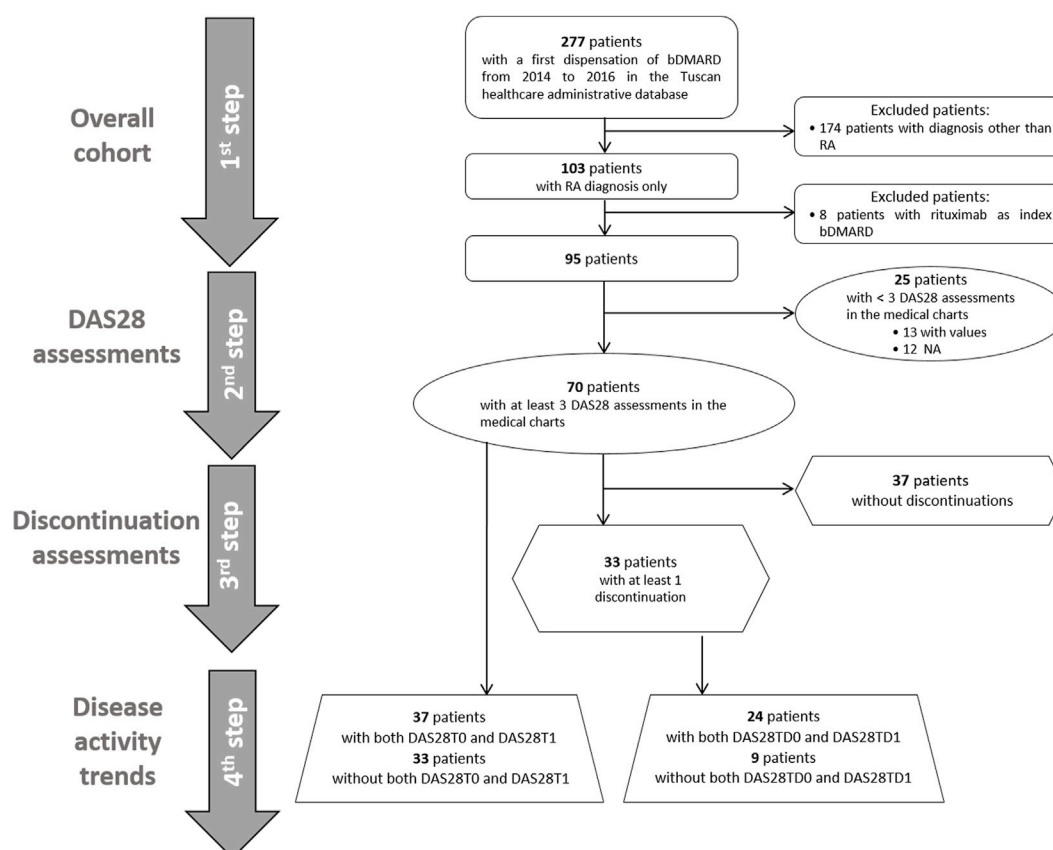 Overall
cohort
1st step
277 patients
with a first dispensation of bDMARD
from 2014 to 2016 in the Tuscan
healthcare administrative database
Excluded patients:
• 174 patients with diagnosis other than
RA
103 patients
with RA diagnosis only
Excluded patients:
• 8 patients with rituximab as index
bDMARD
95 patients
DAS28
assessments
2nd step
25 patients
with < 3 DAS28 assessments
in the medical charts
• 13 with values
• 12 NA
70 patients
with at least 3 DAS28 assessments in the
medical charts
Discontinuation
assessments
3rd step
37 patients
without discontinuations
33 patients
with at least 1
discontinuation
Disease
activity
trends
4th step
37 patients
with both DAS28T0 and DAS28T1
33 patients
without both DAS28T0 and DAS28T1
24 patients
with both DAS28TD0 and DAS28TD1
9 patients
without both DAS28TD0 and DAS28TD1